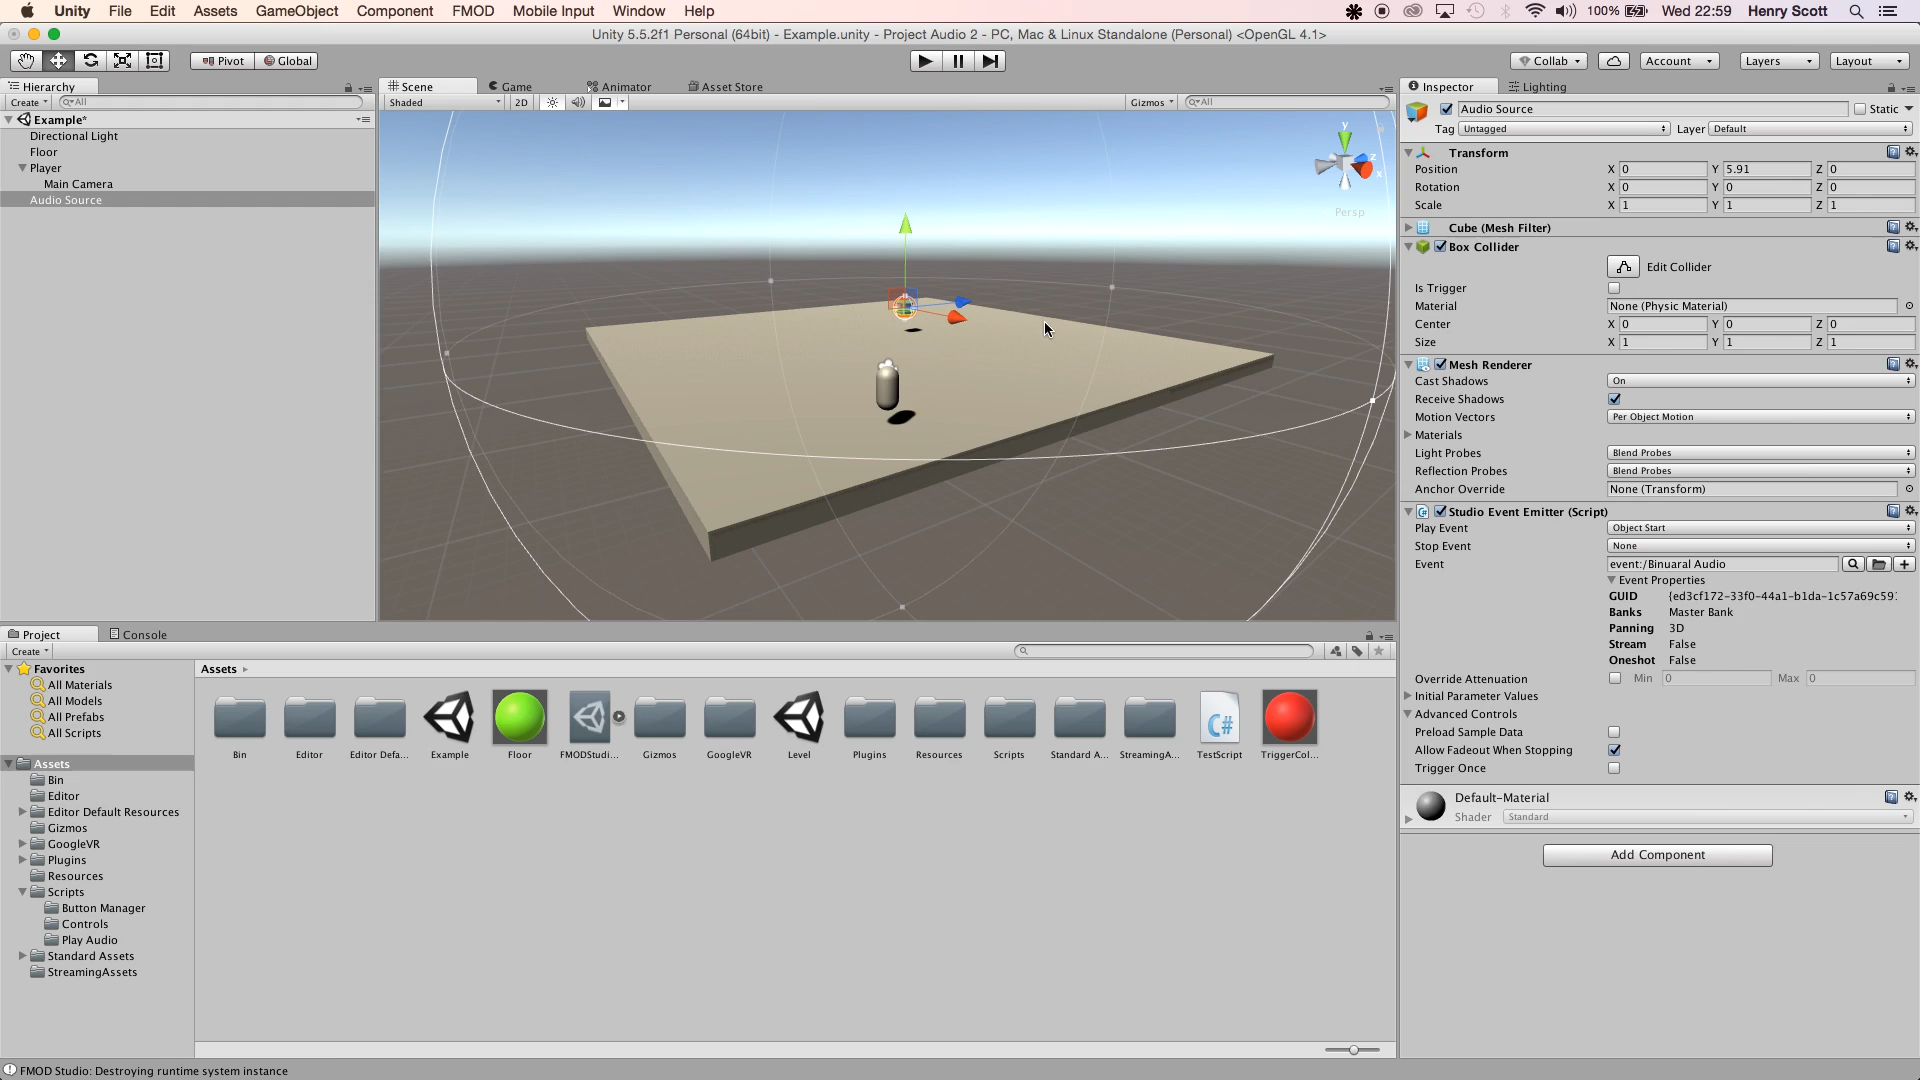 Unity File Edit Assets GameObject Component FMOD Mobile Input Window Help 100% Wed 22:59 Henry Scott
Unity 5.5.2f1 Personal (64bit) - Example.unity - Project Audio 2 - PC, Mac & Linux Standalone (Personal) <OpenGL 4.1>
Pivot Global Collab Account Layers Layout
Hierarchy
Create All
Example*
Directional Light
Floor
Player
Main Camera
Audio Source
Scene Game Animator Asset Store
Shaded 2D Gizmos All
y
z
x
Persp
Inspector Lighting
Audio Source Static
Tag Untagged Layer Default
Transform
Position X 0 Y 5.91 Z 0
Rotation X 0 Y 0 Z 0
Scale X 1 Y 1 Z 1
Cube (Mesh Filter)
Box Collider
Edit Collider
Is Trigger
Material None (Physic Material)
Center X 0 Y 0 Z 0
Size X 1 Y 1 Z 1
Mesh Renderer
Cast Shadows On
Receive Shadows
Motion Vectors Per Object Motion
Materials
Light Probes Blend Probes
Reflection Probes Blend Probes
Anchor Override None (Transform)
C# Studio Event Emitter (Script)
Play Event Object Start
Stop Event None
Event event:/Binuaral Audio
Event Properties
GUID {ed3cf172-33f0-44a1-b1da-1c57a69c591
Banks Master Bank
Panning 3D
Stream False
Oneshot False
Override Attenuation Min 0 Max 0
Initial Parameter Values
Advanced Controls
Preload Sample Data
Allow Fadeout When Stopping
Trigger Once
Default-Material
Shader Standard
Add Component
Project Console
Create
Favorites
All Materials
All Models
All Prefabs
All Scripts
Assets
Bin
Editor
Editor Default Resources
Gizmos
GoogleVR
Plugins
Resources
Scripts
Button Manager
Controls
Play Audio
Standard Assets
StreamingAssets
Assets
C#
Bin Editor Editor Defa... Example Floor FMODStudi... Gizmos GoogleVR Level Plugins Resources Scripts Standard A... StreamingA... TestScript TriggerCol...
FMOD Studio: Destroying runtime system instance